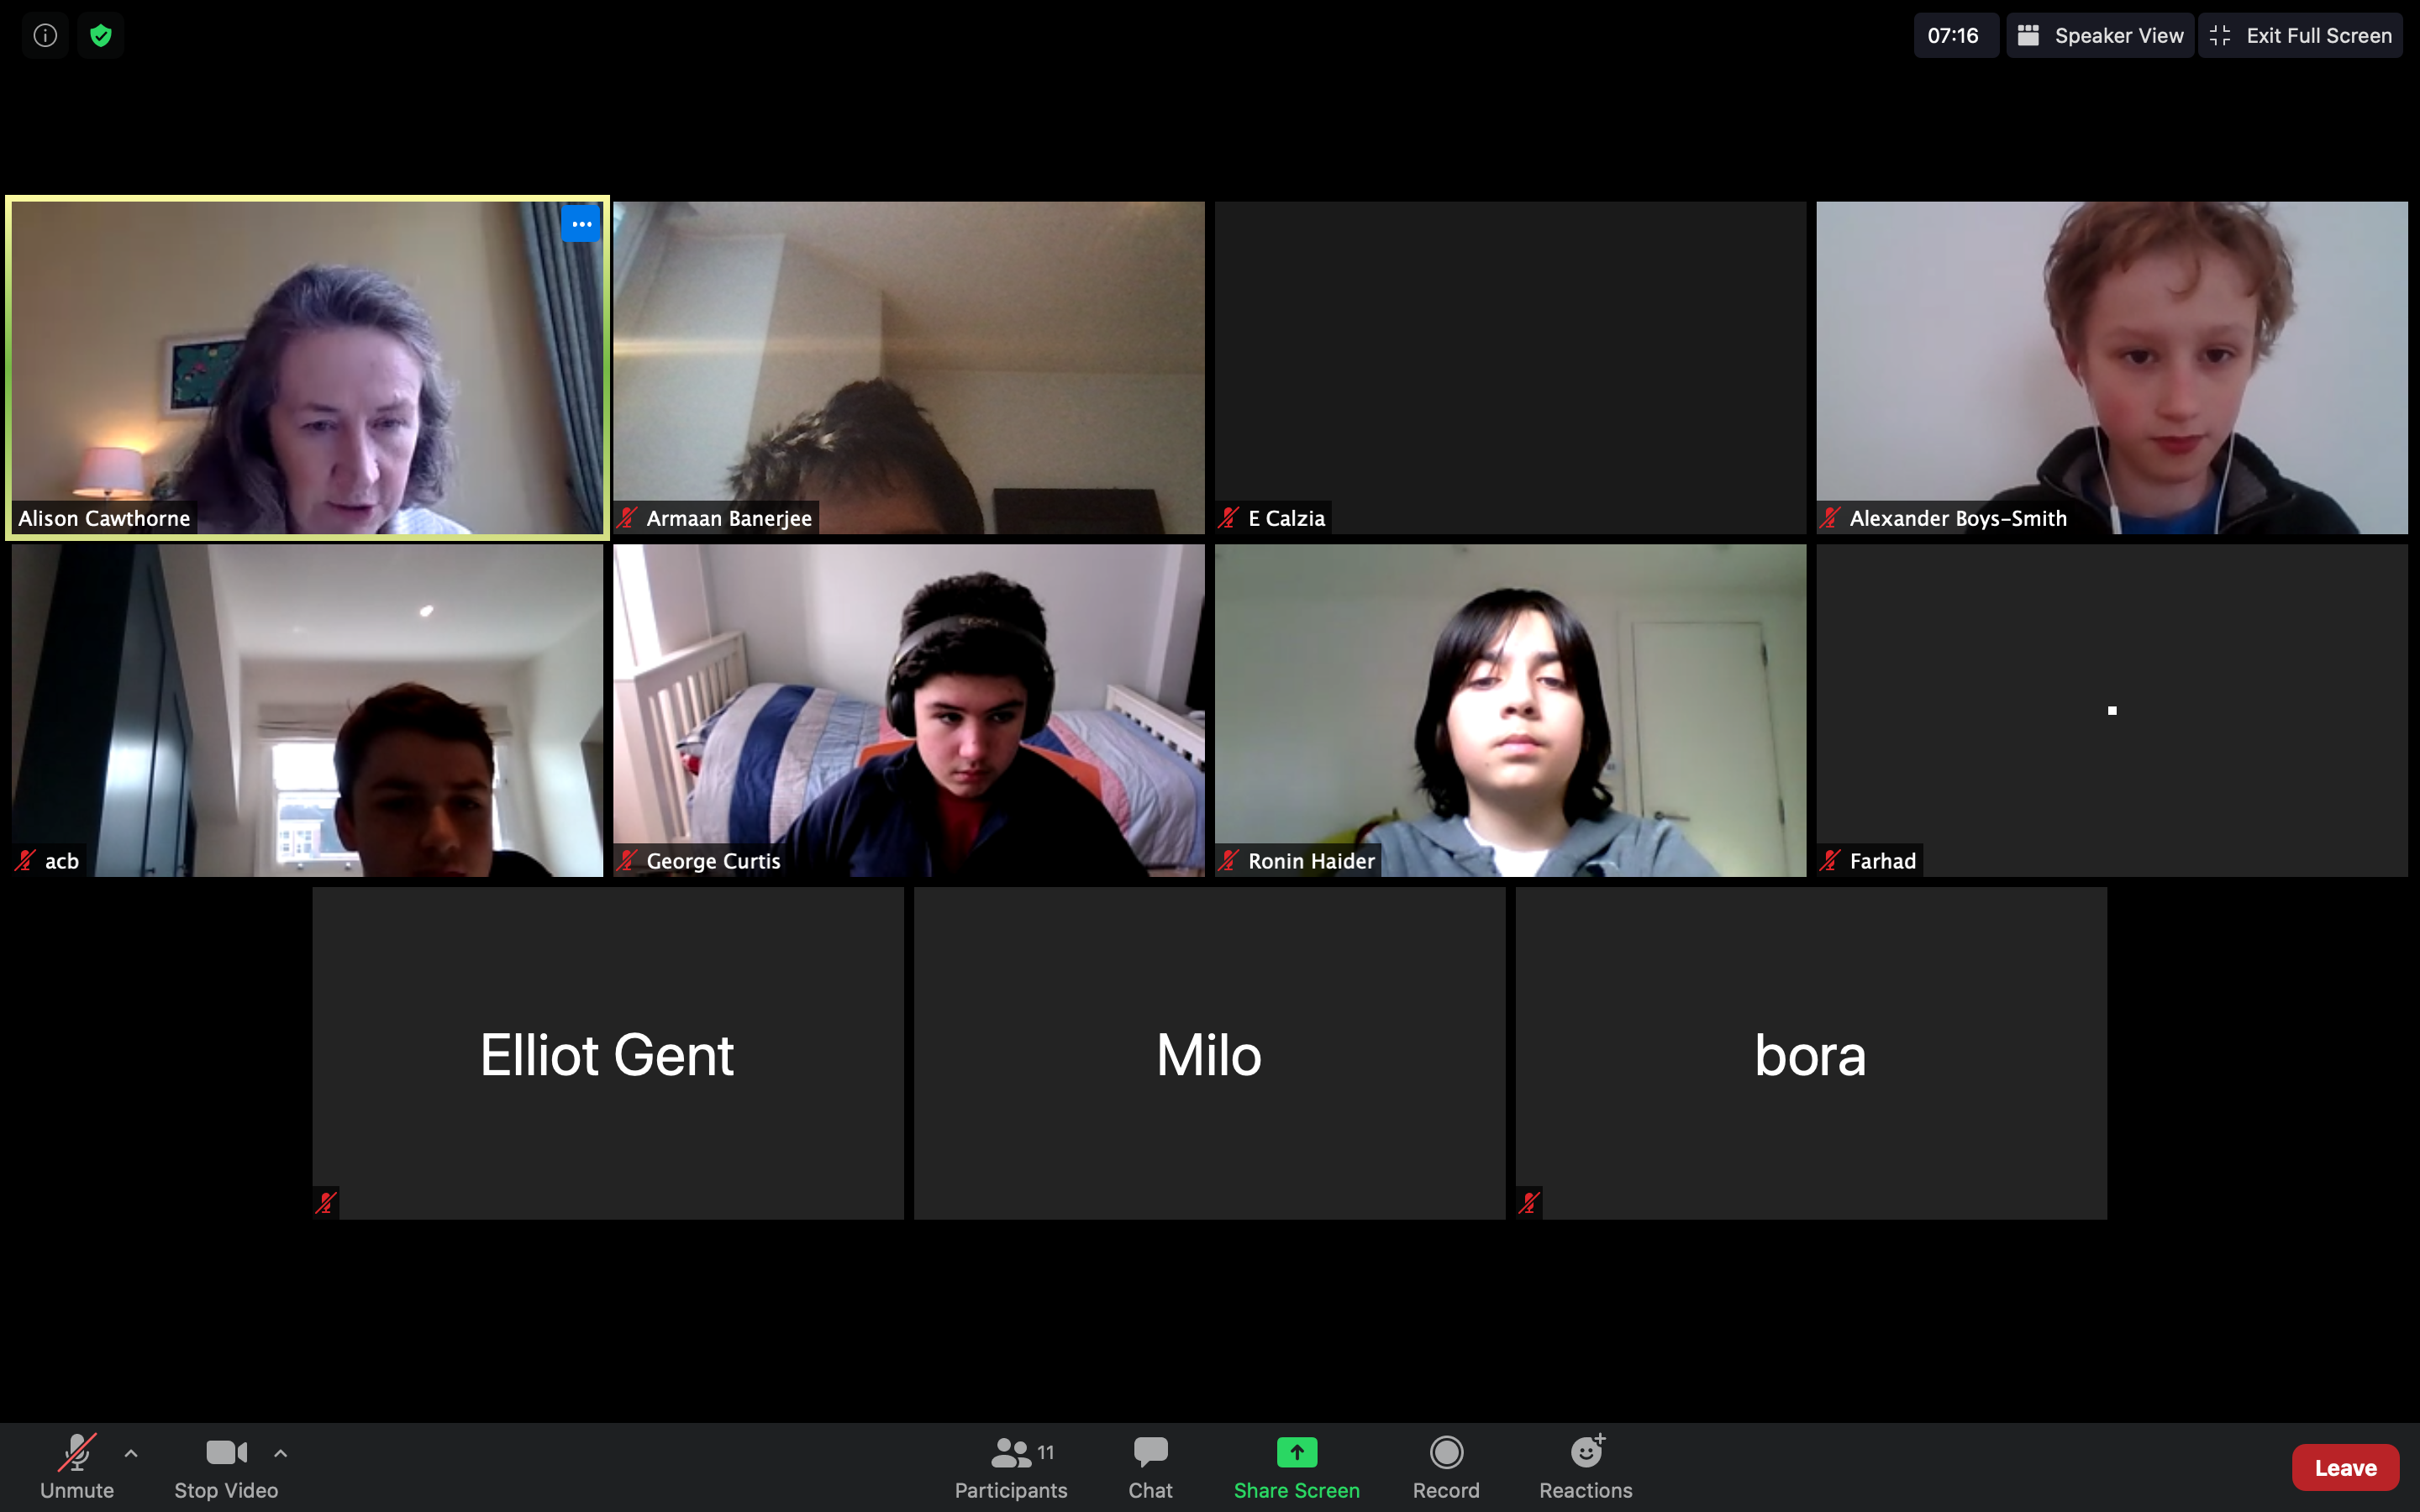 07:16
Speaker View
Exit Full Screen
Alison Cawthorne
Armaan Banerjee
E Calzia
Alexander Boys-Smith
acb
George Curtis
Ronin Haider
Farhad
Elliot Gent
Milo
bora
Unmute
Stop Video
Participants
11
Chat
Share Screen
Record
Reactions
Leave